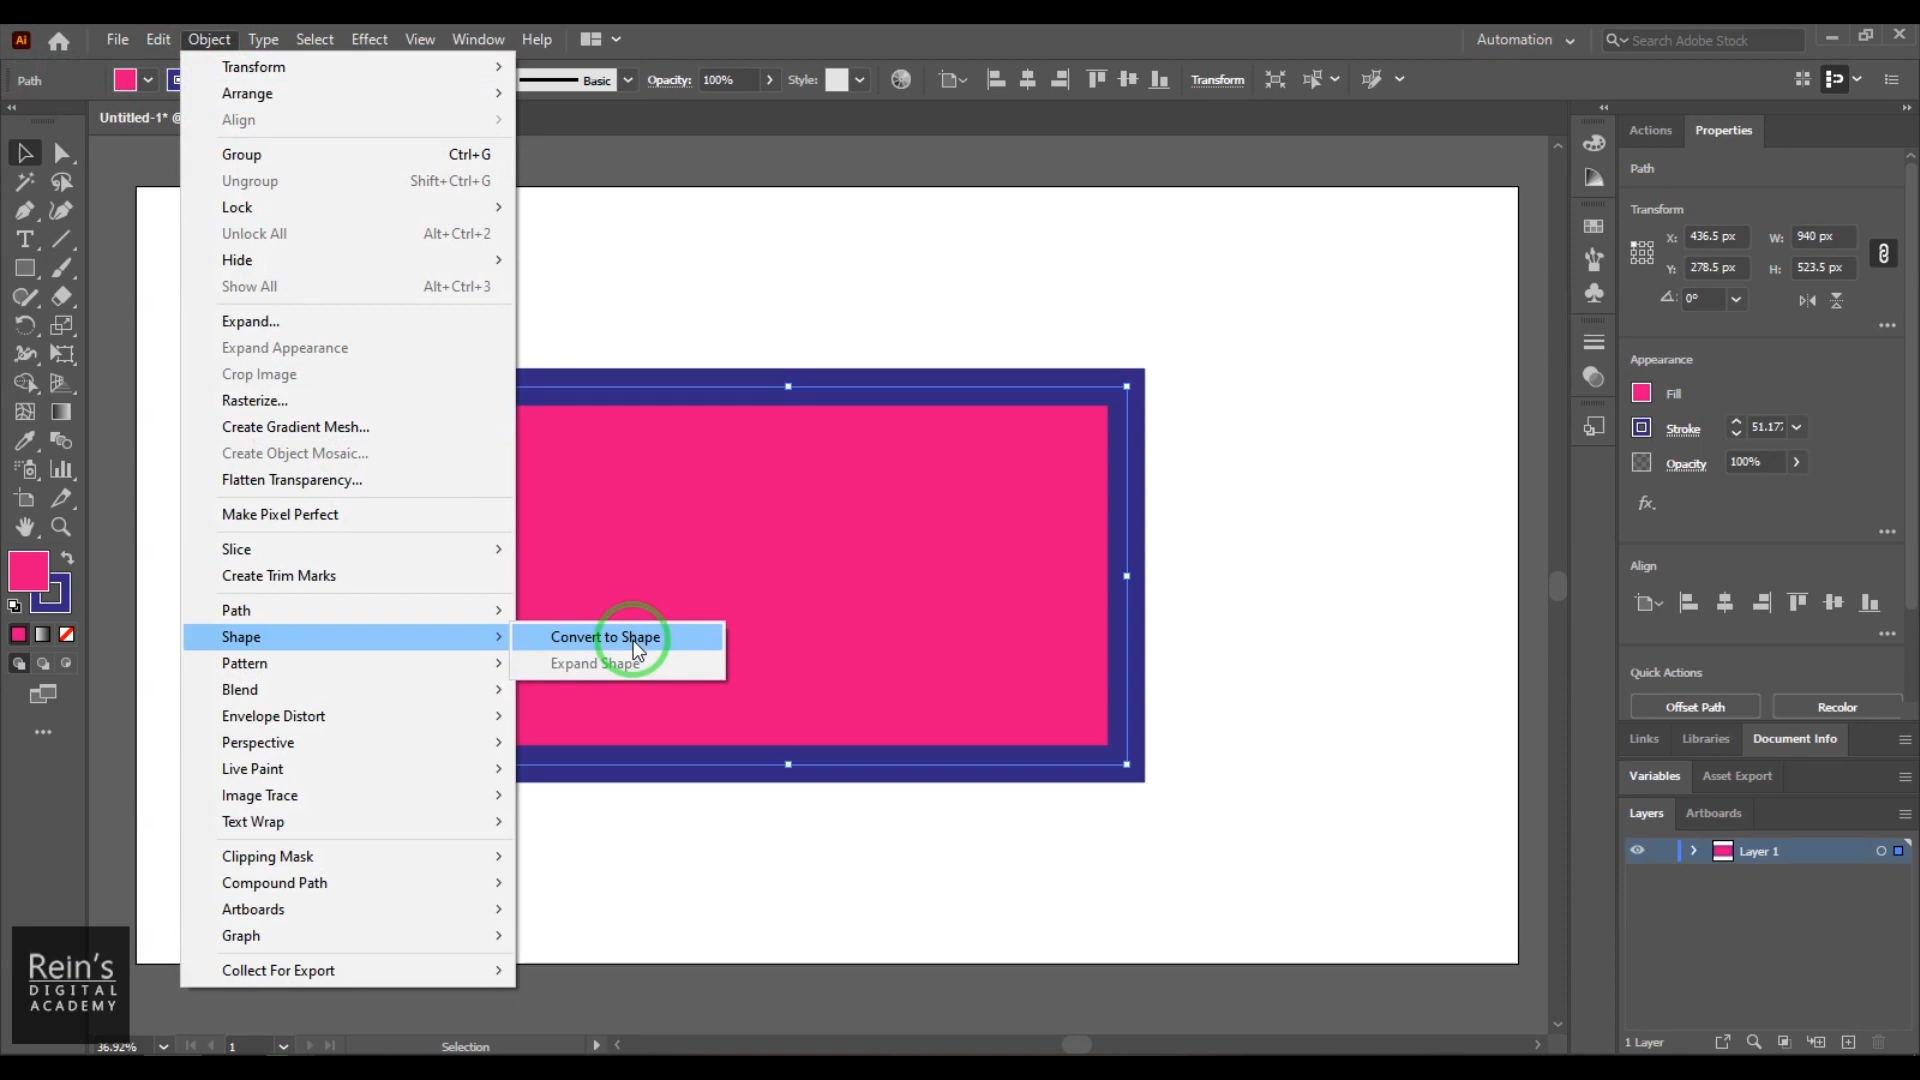 Ai
File Edit Object Type Select Effect View Window Help
Automation
Search Adobe Stock
Path
Basic
Opacity: 100%
Style:
Transform
Untitled-1* @
Transform
Arrange
Align
Group Ctrl+G
Ungroup Shift+Ctrl+G
Lock
Unlock All Alt+Ctrl+2
Hide
Show All Alt+Ctrl+3
Expand...
Expand Appearance
Crop Image
Rasterize...
Create Gradient Mesh...
Create Object Mosaic...
Flatten Transparency...
Make Pixel Perfect
Slice
Create Trim Marks
Path
Shape
Pattern
Blend
Envelope Distort
Perspective
Live Paint
Image Trace
Text Wrap
Clipping Mask
Compound Path
Artboards
Graph
Collect For Export
Convert to Shape
Expand Shape
Actions Properties
Path
Transform
X: 436.5 px W: 940 px
Y: 278.5 px H: 523.5 px
0°
Appearance
Fill
Stroke 51.177
Opacity 100%
fx.
Align
Quick Actions
Offset Path Recolor
Links Libraries Document Info
Variables Asset Export
Layers Artboards
Layer 1
1 Layer
Rein's
DIGITAL
ACADEMY
36.92% 1 Selection